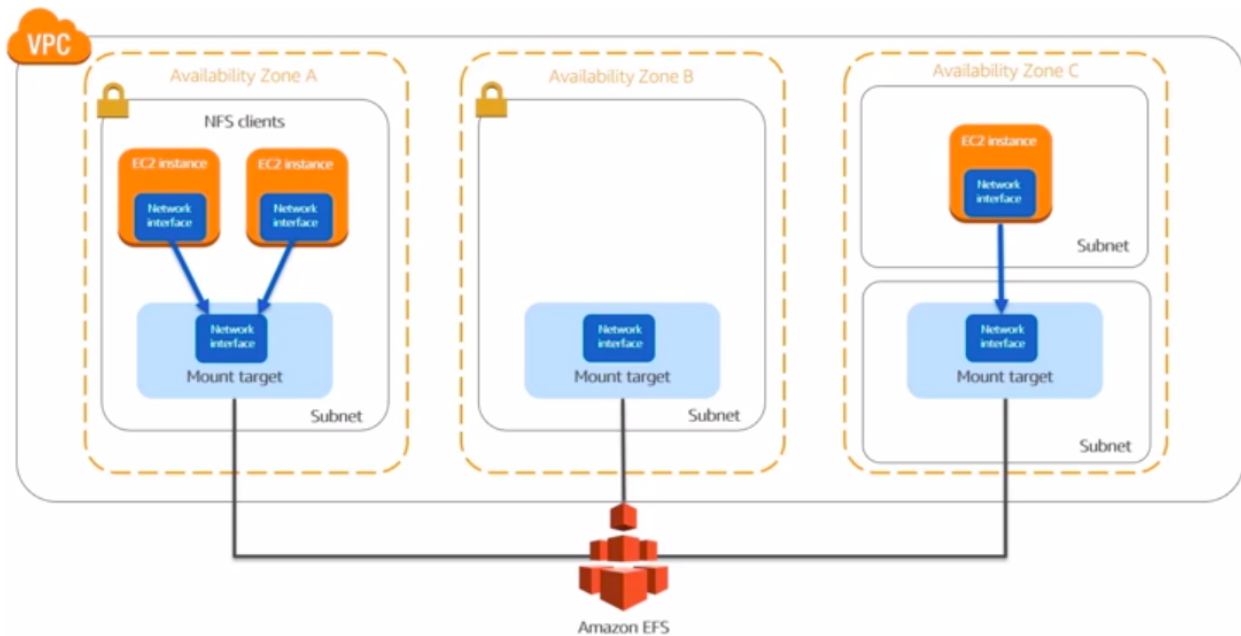 VPC
Availability Zone A
Availability Zone B
Availability Zone C
NFS clients
EC2 instance
EC2 instance
EC2 instance
Network
interface
Network
interface
Network
interface
Subnet
Network
interface
Network
interface
Network
interface
Mount target
Mount target
Mount target
Subnet
Subnet
Subnet
Amazon EFS